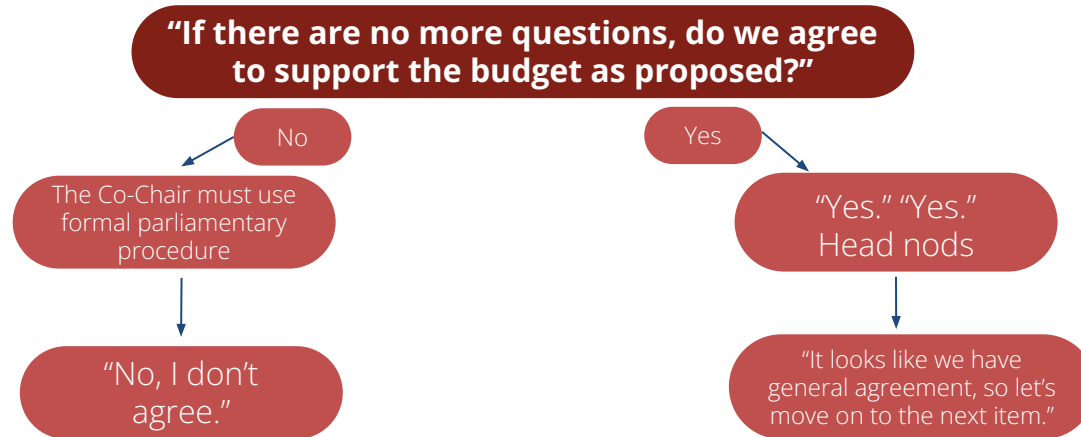 “If there are no more questions, do we agree
to support the budget as proposed?”
No
Yes
The Co-Chair must use
formal parliamentary
procedure
“Yes.” “Yes.”
Head nods
“No, I don’t
agree.”
“It looks like we have
general agreement, so let’s
move on to the next item.”